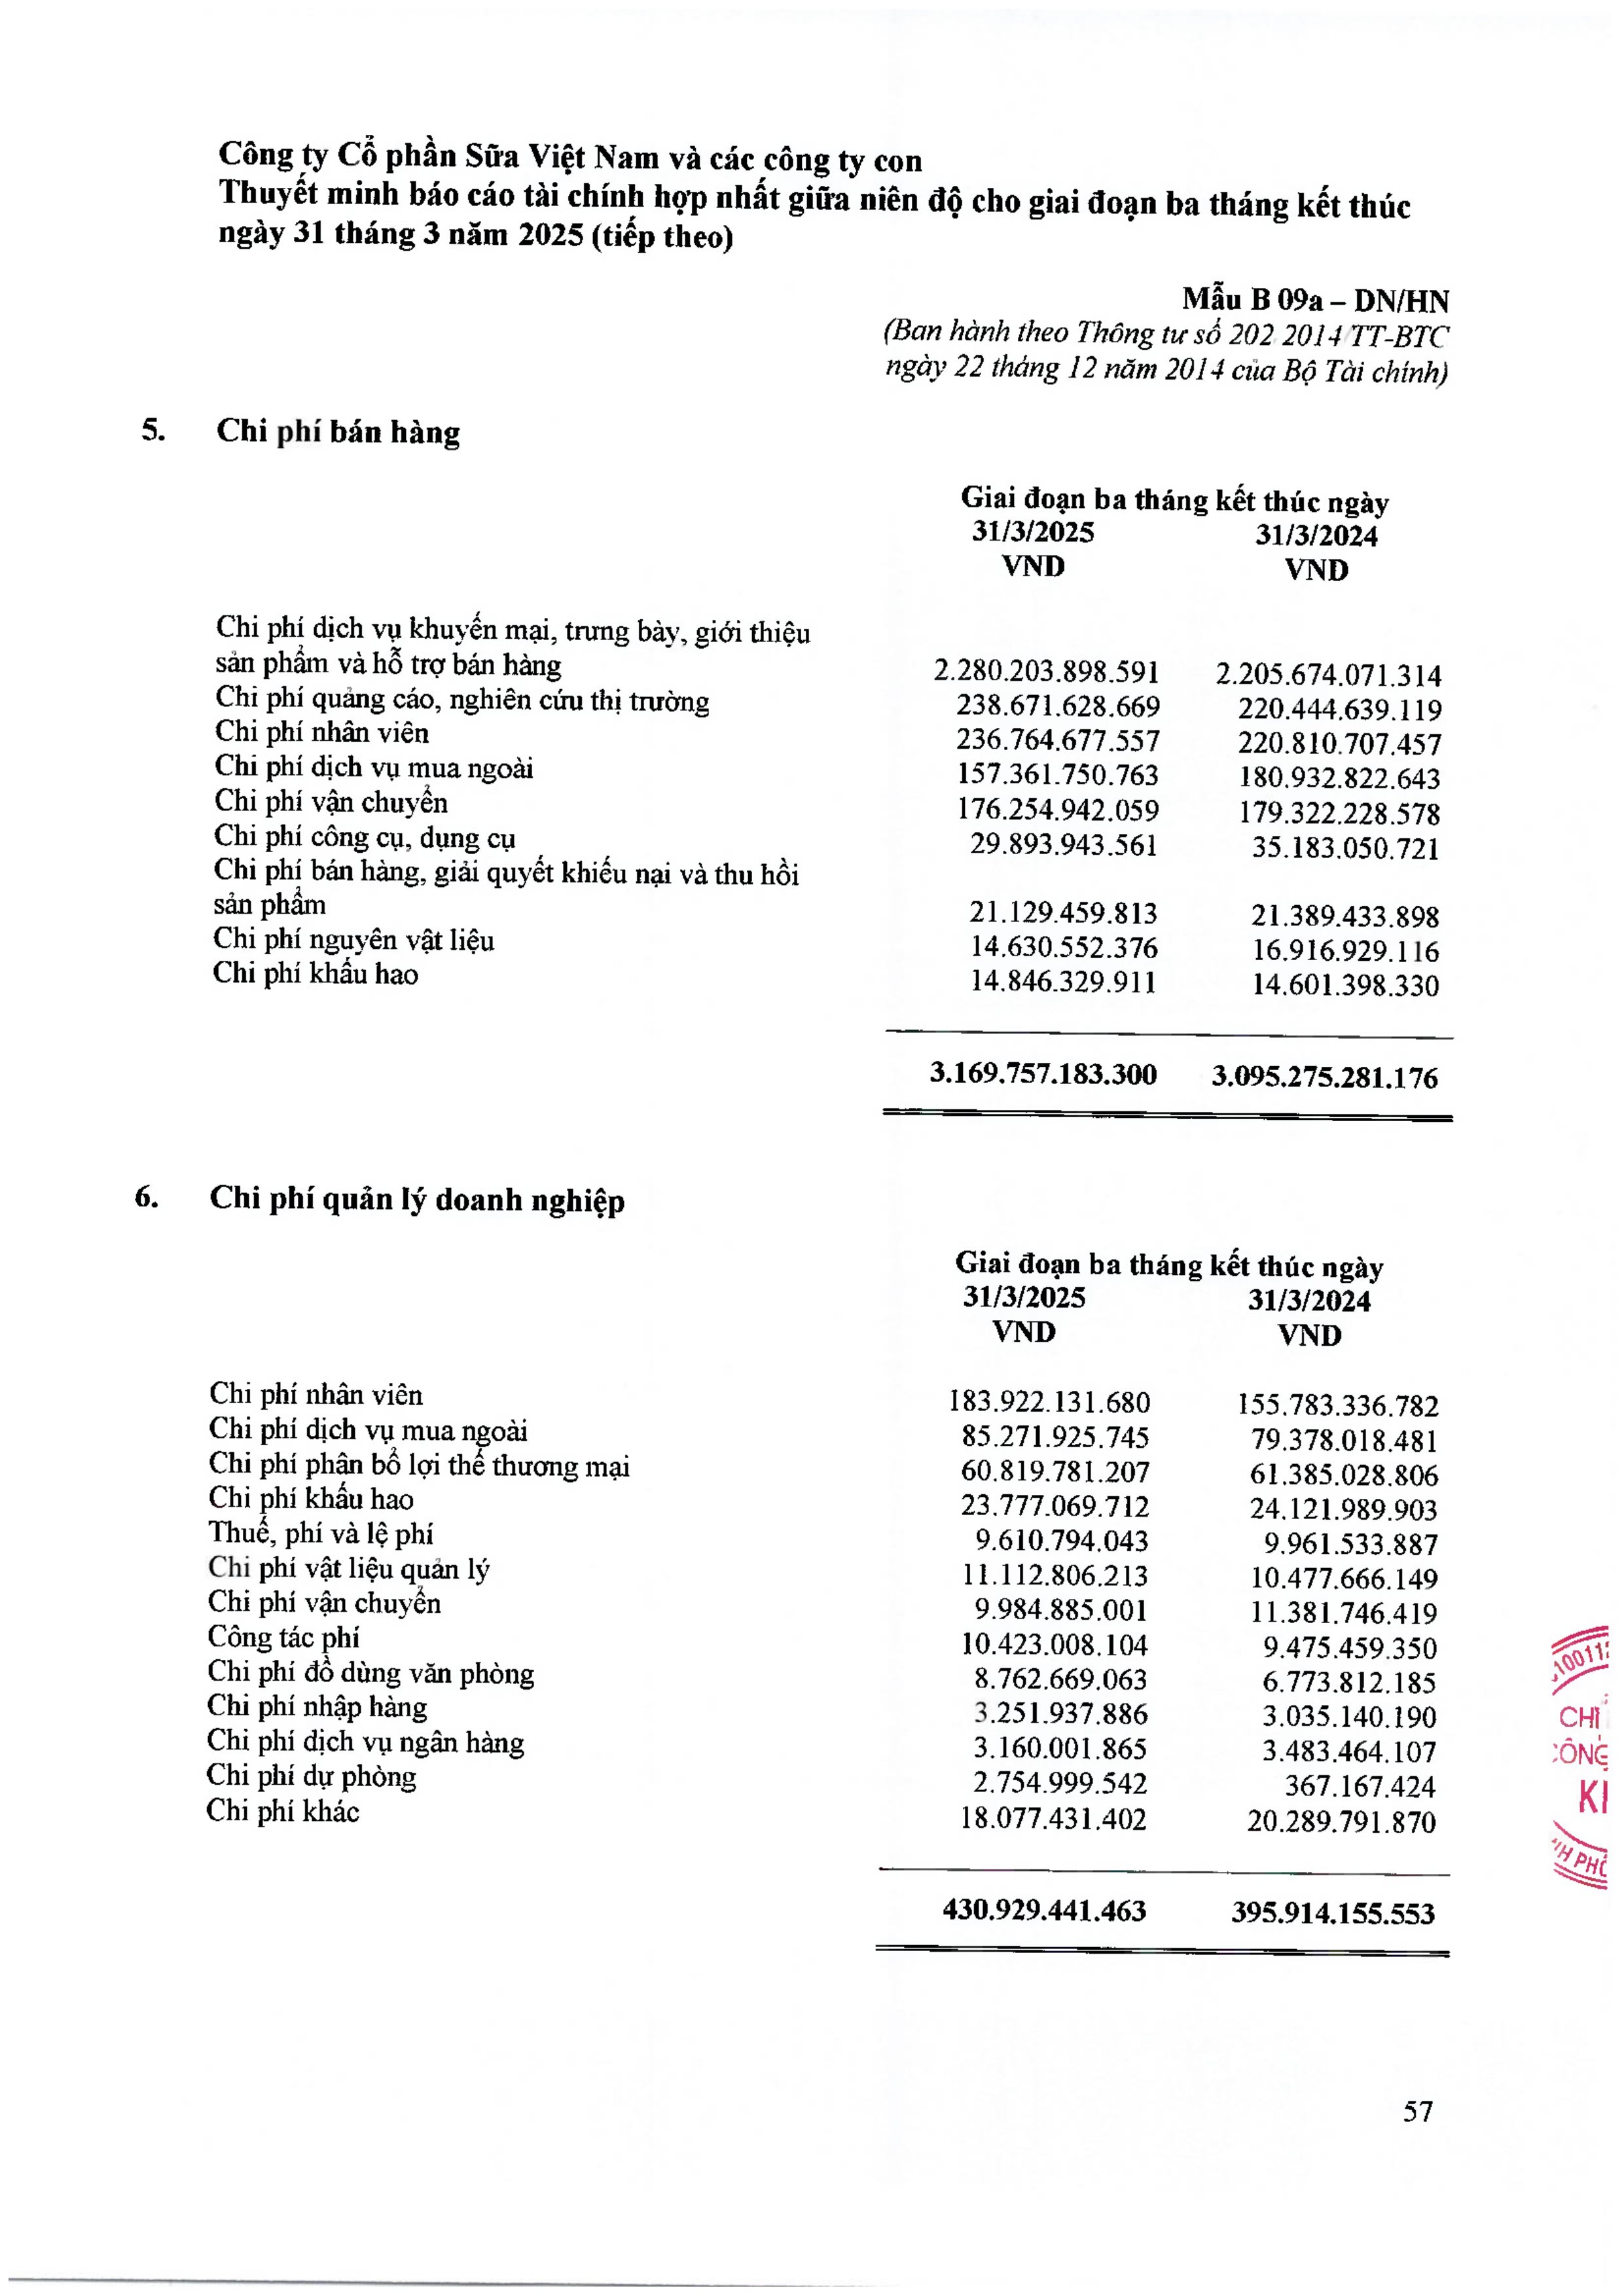 Công ty Cổ phần Sữa Việt Nam và các công ty con
Thuyết minh báo cáo tài chính hợp nhất giữa niên độ cho giai đoạn ba tháng kết thúc
ngày 31 tháng 3 năm 2025 (tiếp theo)
Mẫu B 09a – DN/HN
(Ban hành theo Thông tư số 202 2014/TT-BTC
ngày 22 tháng 12 năm 2014 của Bộ Tài chính)
5. Chi phí bán hàng
Giai đoạn ba tháng kết thúc ngày
31/3/2025 31/3/2024
VND VND
Chi phí dịch vụ khuyến mại, trưng bày, giới thiệu
sản phẩm và hỗ trợ bán hàng 2.280.203.898.591 2.205.674.071.314
Chi phí quảng cáo, nghiên cứu thị trường 238.671.628.669 220.444.639.119
Chi phí nhân viên 236.764.677.557 220.810.707.457
Chi phí dịch vụ mua ngoài 157.361.750.763 180.932.822.643
Chi phí vận chuyển 176.254.942.059 179.322.228.578
Chi phí công cụ, dụng cụ 29.893.943.561 35.183.050.721
Chi phí bán hàng, giải quyết khiếu nại và thu hồi
sản phẩm 21.129.459.813 21.389.433.898
Chi phí nguyên vật liệu 14.630.552.376 16.916.929.116
Chi phí khấu hao 14.846.329.911 14.601.398.330
3.169.757.183.300 3.095.275.281.176
6. Chi phí quản lý doanh nghiệp
Giai đoạn ba tháng kết thúc ngày
31/3/2025 31/3/2024
VND VND
Chi phí nhân viên 183.922.131.680 155.783.336.782
Chi phí dịch vụ mua ngoài 85.271.925.745 79.378.018.481
Chi phí phân bổ lợi thế thương mại 60.819.781.207 61.385.028.806
Chi phí khấu hao 23.777.069.712 24.121.989.903
Thuế, phí và lệ phí 9.610.794.043 9.961.533.887
Chi phí vật liệu quản lý 11.112.806.213 10.477.666.149
Chi phí vận chuyển 9.984.885.001 11.381.746.419
Công tác phí 10.423.008.104 9.475.459.350
Chi phí đồ dùng văn phòng 8.762.669.063 6.773.812.185
Chi phí nhập hàng 3.251.937.886 3.035.140.190
Chi phí dịch vụ ngân hàng 3.160.001.865 3.483.464.107
Chi phí dự phòng 2.754.999.542 367.167.424
Chi phí khác 18.077.431.402 20.289.791.870
430.929.441.463 395.914.155.553
CHI
KI
57